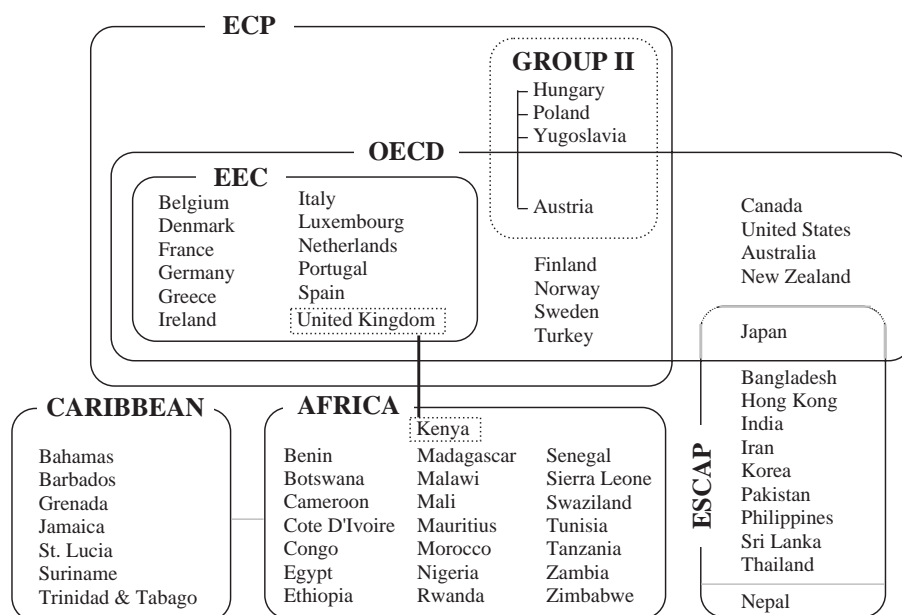 ECP
GROUP II
Hungary
Poland
Yugoslavia
OECD
EEC
Belgium
Denmark
France
Germany
Greece
Ireland
Italy
Luxembourg
Netherlands
Portugal
Spain
United Kingdom
Austria
Finland
Norway
Sweden
Turkey
Canada
United States
Australia
New Zealand
Japan
CARIBBEAN
Bahamas
Barbados
Grenada
Jamaica
St. Lucia
Suriname
Trinidad & Tabago
AFRICA
Benin
Botswana
Cameroon
Cote D'Ivoire
Congo
Egypt
Ethiopia
Kenya
Madagascar
Malawi
Mali
Mauritius
Morocco
Nigeria
Rwanda
Senegal
Sierra Leone
Swaziland
Tunisia
Tanzania
Zambia
Zimbabwe
ESCAP
Bangladesh
Hong Kong
India
Iran
Korea
Pakistan
Philippines
Sri Lanka
Thailand
Nepal